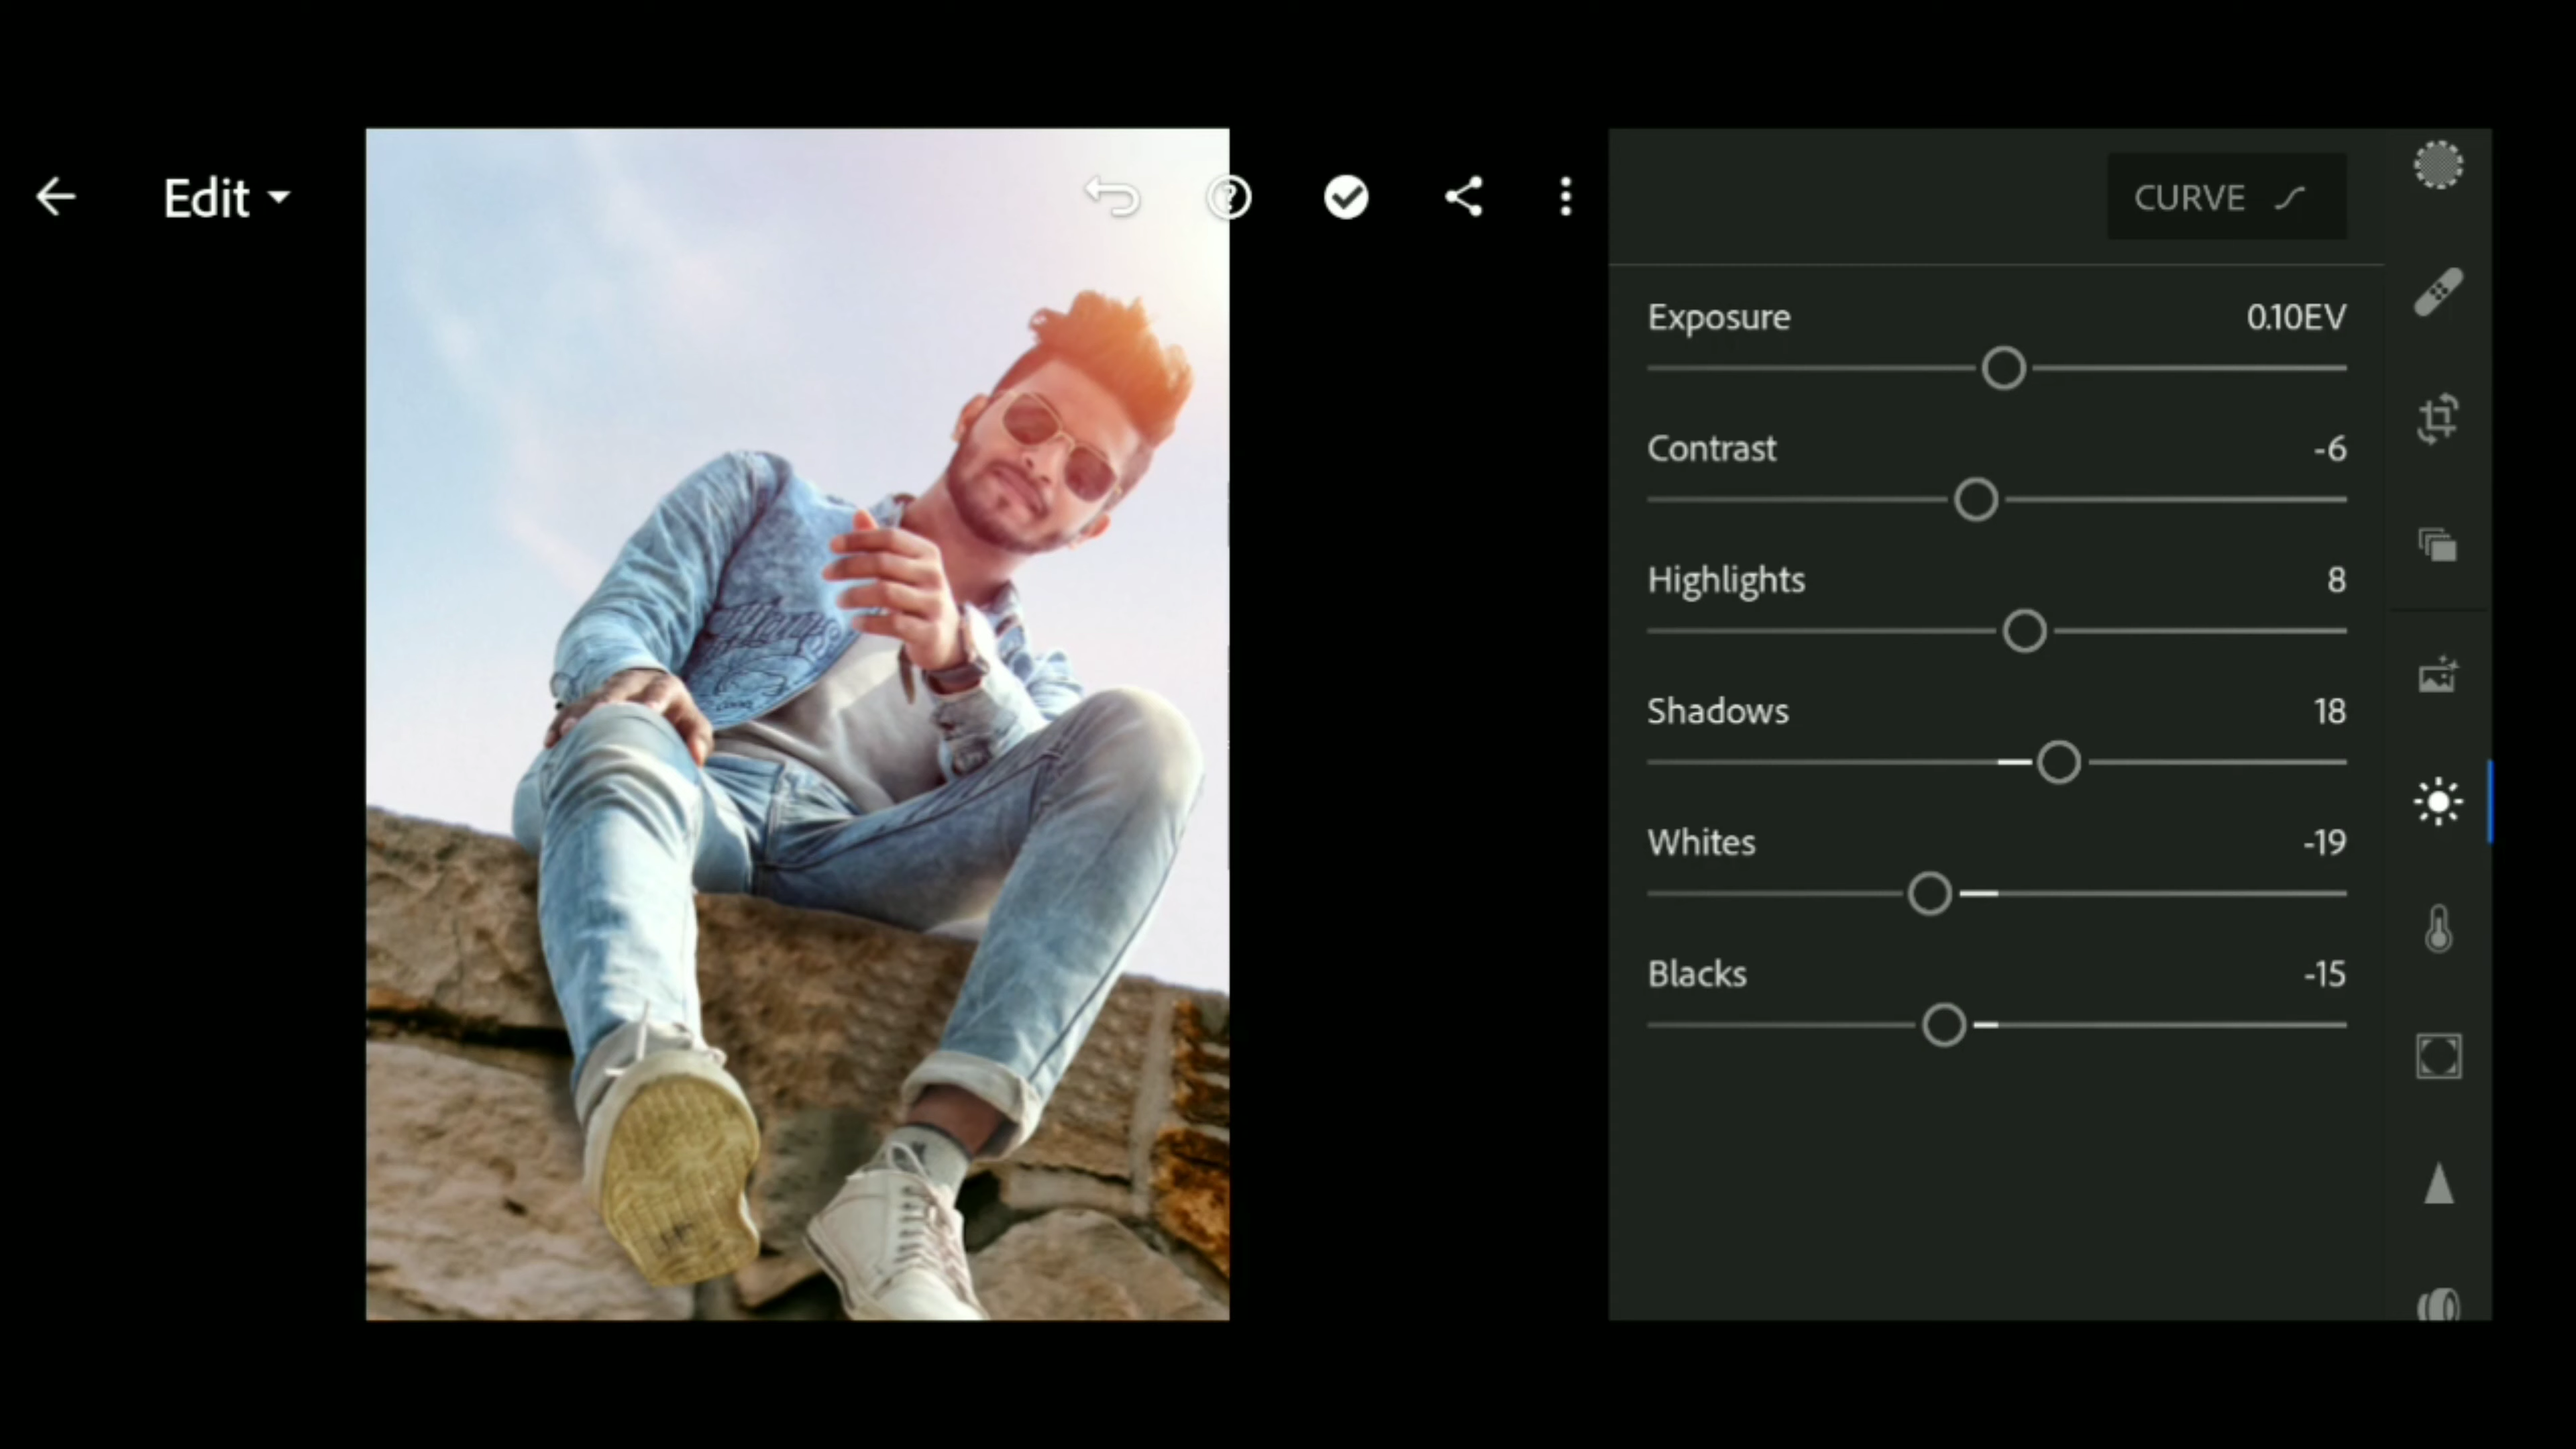 Edit
CURVE
Exposure 0.10EV
Contrast -6
Highlights 8
Shadows 18
Whites -19
Blacks -15